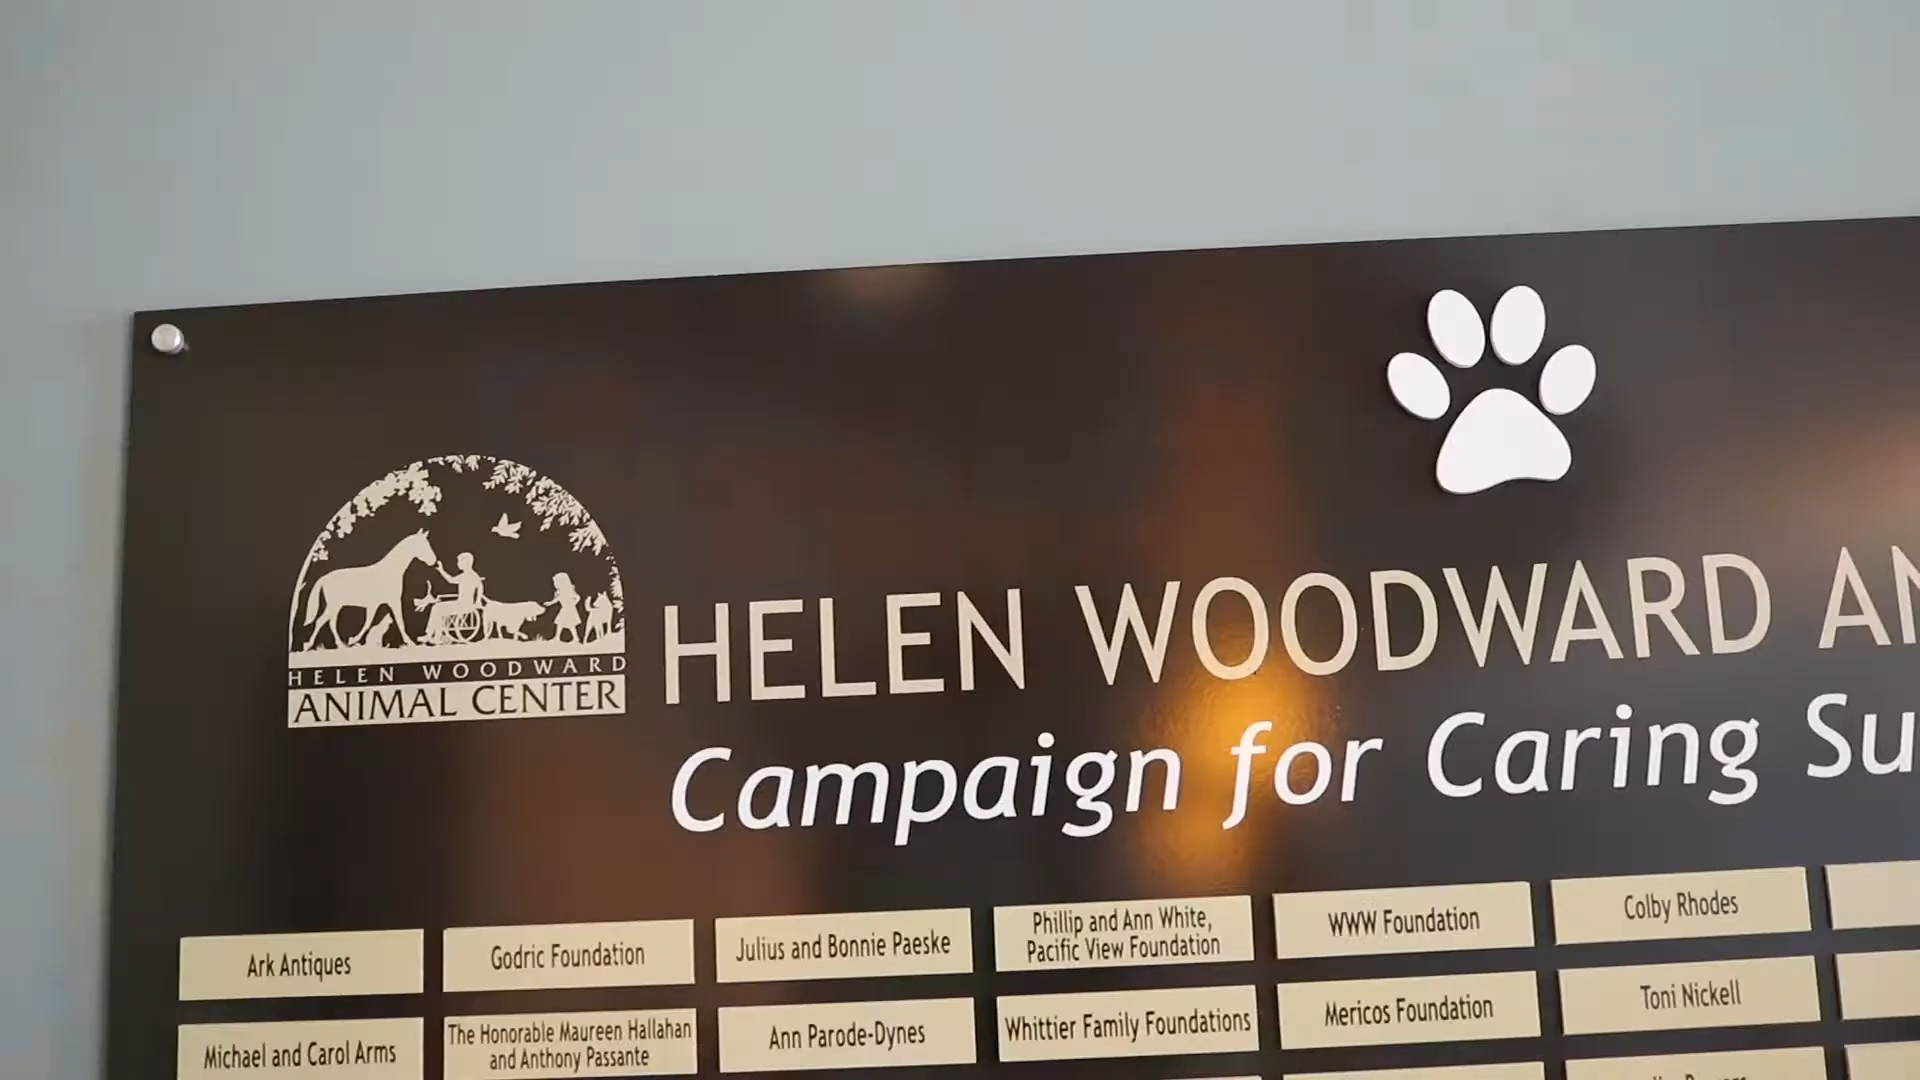 HELEN WOODWARD
ANIMAL CENTER
HELEN WOODWARD
Campaign for Caring
Ark Antiques
Godric Foundation
Julius and Bonnie Paeske
Phillip and Ann White,
Pacific View Foundation
WWW Foundation
Colby Rhodes
Michael and Carol Arms
The Honorable Maureen Hallahan
and Anthony Passante
Ann Parode-Dynes
Whittier Family Foundations
Mericos Foundation
Toni Nickell